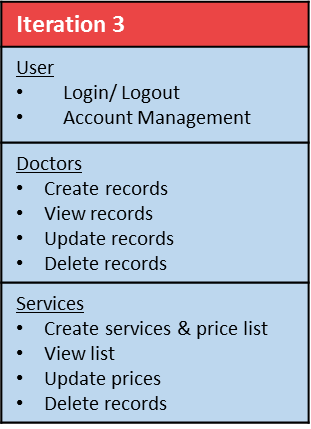 Iteration 3
User
• Login/ Logout
• Account Management
Doctors
• Create records
• View records
• Update records
• Delete records
Services
• Create services & price list
• View list
• Update prices
• Delete records